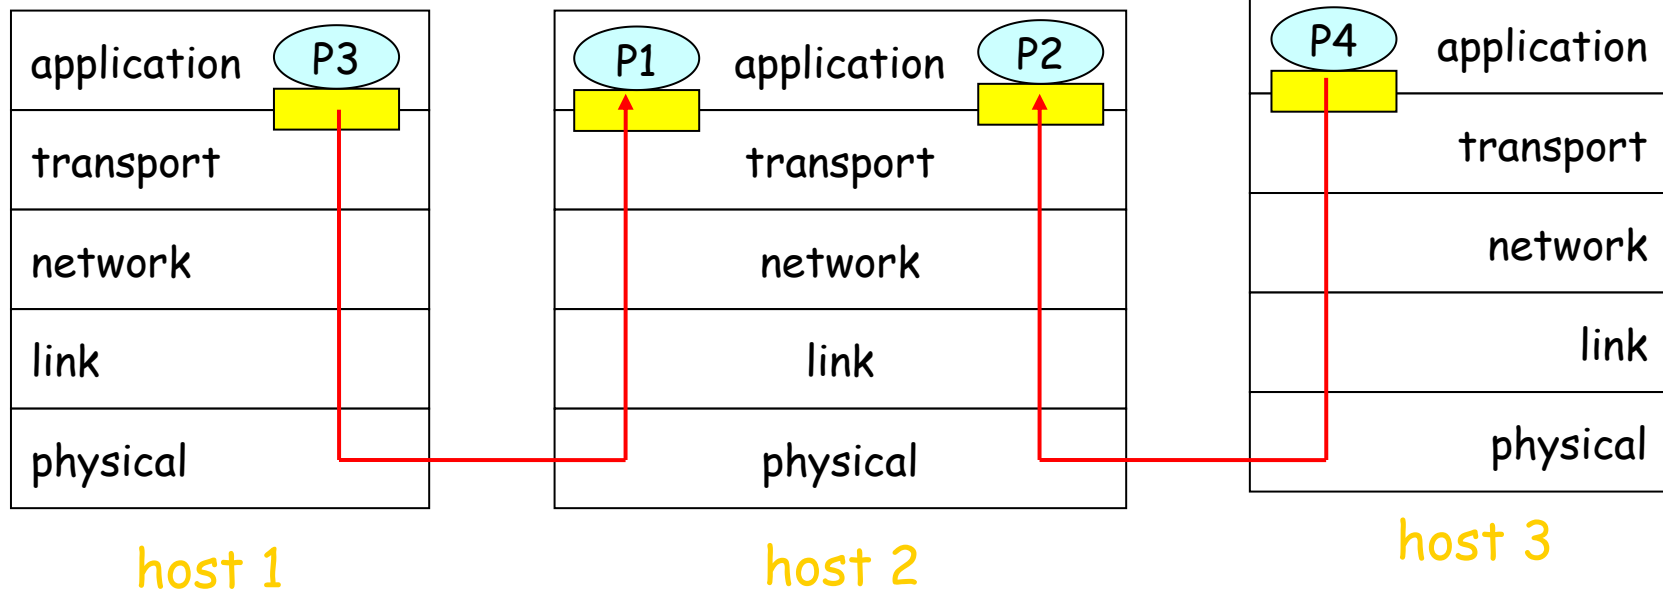 application P3
transport
network
link
physical
host 1
P1 application P2
transport
network
link
physical
host 2
P4 application
transport
network
link
physical
host 3